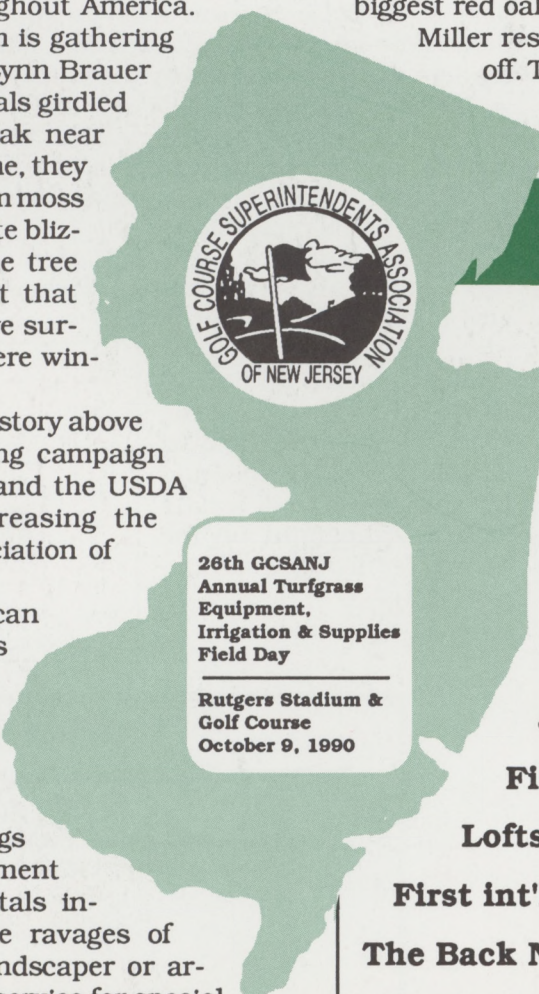 ghout America.
is gathering
ynn Brauer
als girdled
ak near
e, they
moss
te bliz-
e tree
t that
e sur-
ere win-
story above
ng campaign
and the USDA
reasing the
ciation of
can
s
gs
ment
tals in-
e ravages of
ndscaper or ar-
biggest red oa
Miller res
off. T
GOLF COURSE SUPERINTENDENTS ASSOCIATION
OF NEW JERSEY
26th GCSANJ
Annual Turfgrass
Equipment,
Irrigation & Supplies
Field Day
Rutgers Stadium &
Golf Course
October 9, 1990
Fi
Lofts
First int'
The Back N